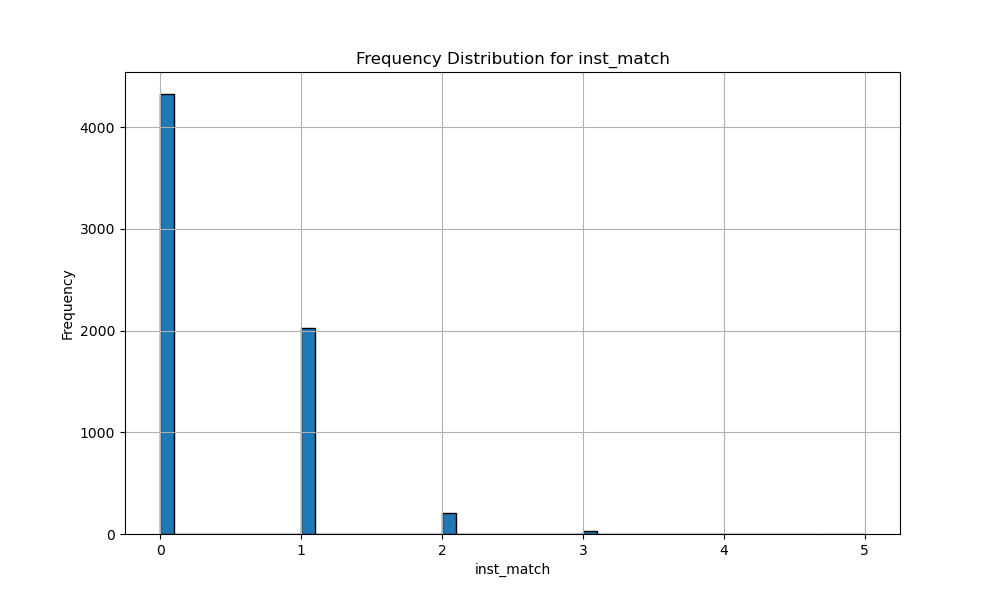 Frequency Distribution for inst_match
4000
3000
2000
1000
0
Frequency
0 1 2 3 4 5
inst_match